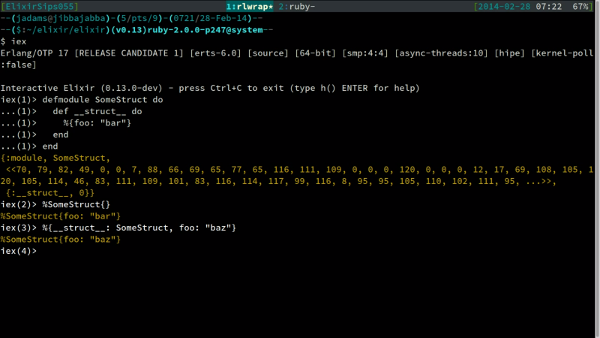 [ElixirSips055] 1:rlwrap* 2:ruby- [2014-02-28 07:22 67%]
--(jadams@jibbajabba)-(5/pts/9)-(0721/28-Feb-14)--
--($:~/elixir/elixir)(v0.13)ruby-2.0.0-p247@system--
$ iex
Erlang/OTP 17 [RELEASE CANDIDATE 1] [erts-6.0] [source] [64-bit] [smp:4:4] [async-threads:10] [hipe] [kernel-poll
:false]
Interactive Elixir (0.13.0-dev) - press Ctrl+C to exit (type h() ENTER for help)
iex(1)> defmodule SomeStruct do
...(1)>   def __struct__ do
...(1)>     %{foo: "bar"}
...(1)>   end
...(1)> end
{:module, SomeStruct,
 <<70, 79, 82, 49, 0, 0, 7, 88, 66, 69, 65, 77, 65, 116, 111, 109, 0, 0, 0, 120, 0, 0, 0, 12, 17, 69, 108, 105, 1
20, 105, 114, 46, 83, 111, 109, 101, 83, 116, 114, 117, 99, 116, 8, 95, 95, 105, 110, 102, 111, 95, ...>>,
 {:__struct__, 0}}
iex(2)> %SomeStruct{}
%SomeStruct{foo: "bar"}
iex(3)> %{__struct__: SomeStruct, foo: "baz"}
%SomeStruct{foo: "baz"}
iex(4)>